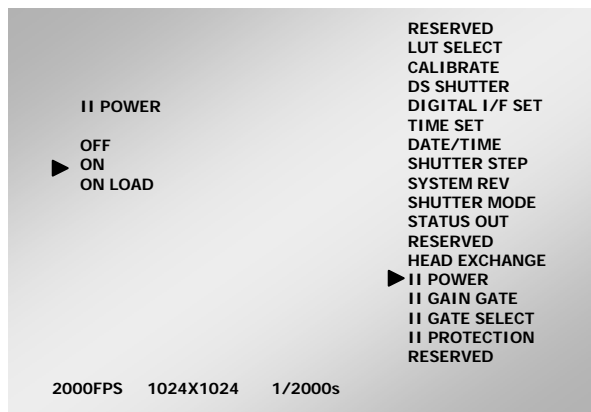 II POWER
OFF
ON
ON LOAD
RESERVED
LUT SELECT
CALIBRATE
DS SHUTTER
DIGITAL I/F SET
TIME SET
DATE/TIME
SHUTTER STEP
SYSTEM REV
SHUTTER MODE
STATUS OUT
RESERVED
HEAD EXCHANGE
II POWER
II GAIN GATE
II GATE SELECT
II PROTECTION
RESERVED
2000FPS 1024X1024 1/2000s